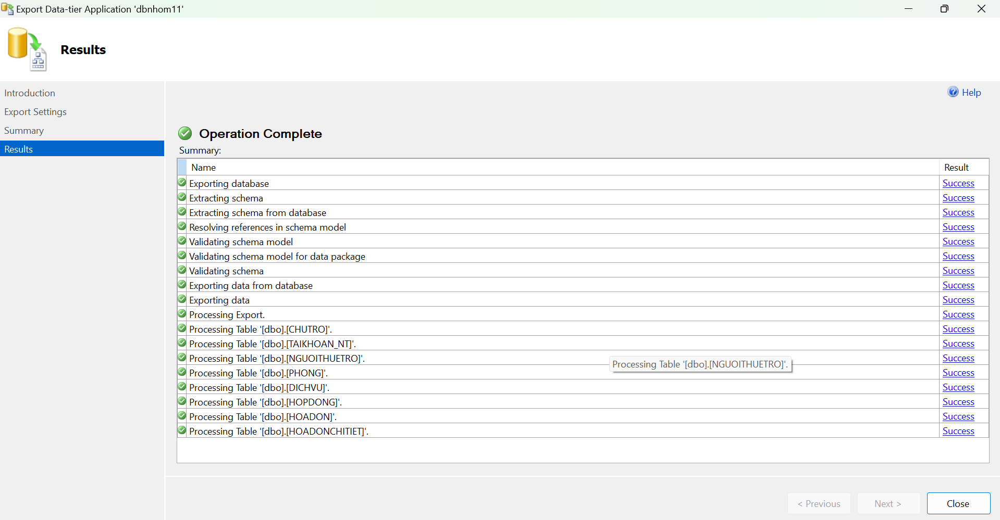 Export Data-tier Application 'dbnhom11'
Results
Introduction
Export Settings
Summary
Results
Help
Operation Complete
Summary:
Name Result
Exporting database Success
Extracting schema Success
Extracting schema from database Success
Resolving references in schema model Success
Validating schema model Success
Validating schema model for data package Success
Validating schema Success
Exporting data from database Success
Exporting data Success
Processing Export. Success
Processing Table '[dbo].[CHUTRO]'. Success
Processing Table '[dbo].[TAIKHOAN_NT]'. Success
Processing Table '[dbo].[NGUOITHUETRO]'. Success
Processing Table '[dbo].[NGUOITHUETRO]'.
Processing Table '[dbo].[PHONG]'. Success
Processing Table '[dbo].[DICHVU]'. Success
Processing Table '[dbo].[HOPDONG]'. Success
Processing Table '[dbo].[HOADON]'. Success
Processing Table '[dbo].[HOADONCHITIET]'. Success
< Previous Next > Close